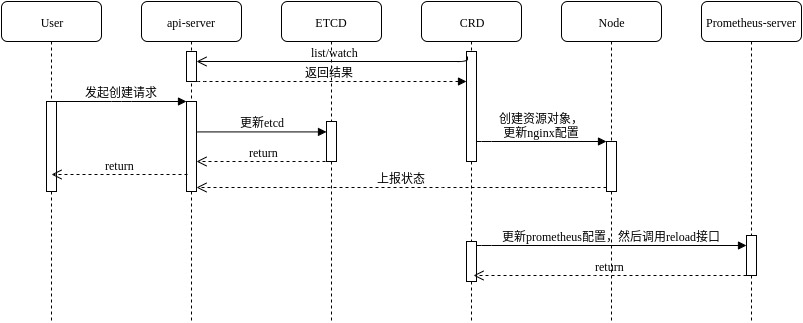 User
api-server
ETCD
CRD
Node
Prometheus-server
list/watch
返回结果
发起创建请求
创建资源对象，
更新nginx配置
更新etcd
return
return
上报状态
更新prometheus配置，然后调用reload接口
return